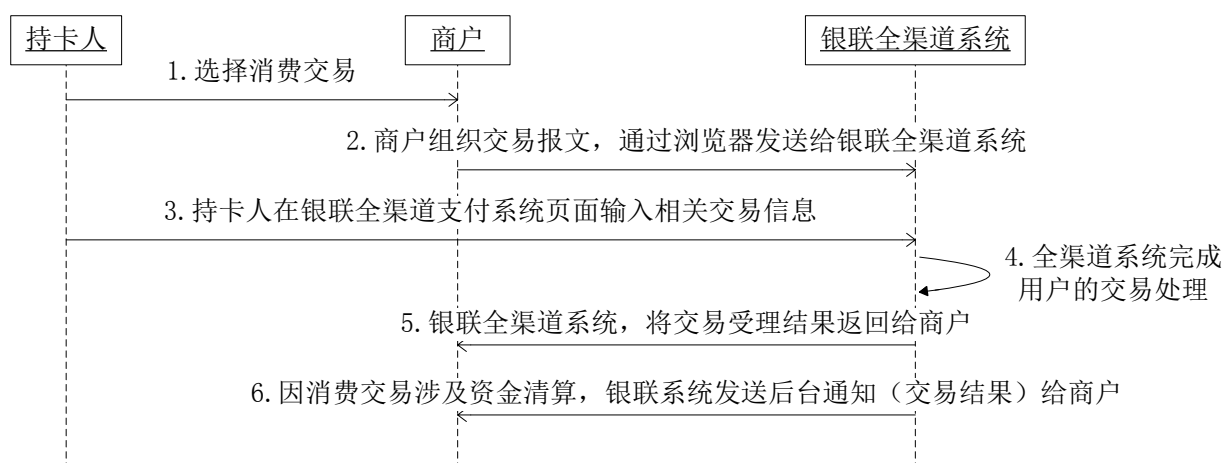 持卡人
商户
银联全渠道系统
1.选择消费交易
2.商户组织交易报文，通过浏览器发送给银联全渠道系统
3.持卡人在银联全渠道支付系统页面输入相关交易信息
4.全渠道系统完成
用户的交易处理
5.银联全渠道系统，将交易受理结果返回给商户
6.因消费交易涉及资金清算，银联系统发送后台通知（交易结果）给商户